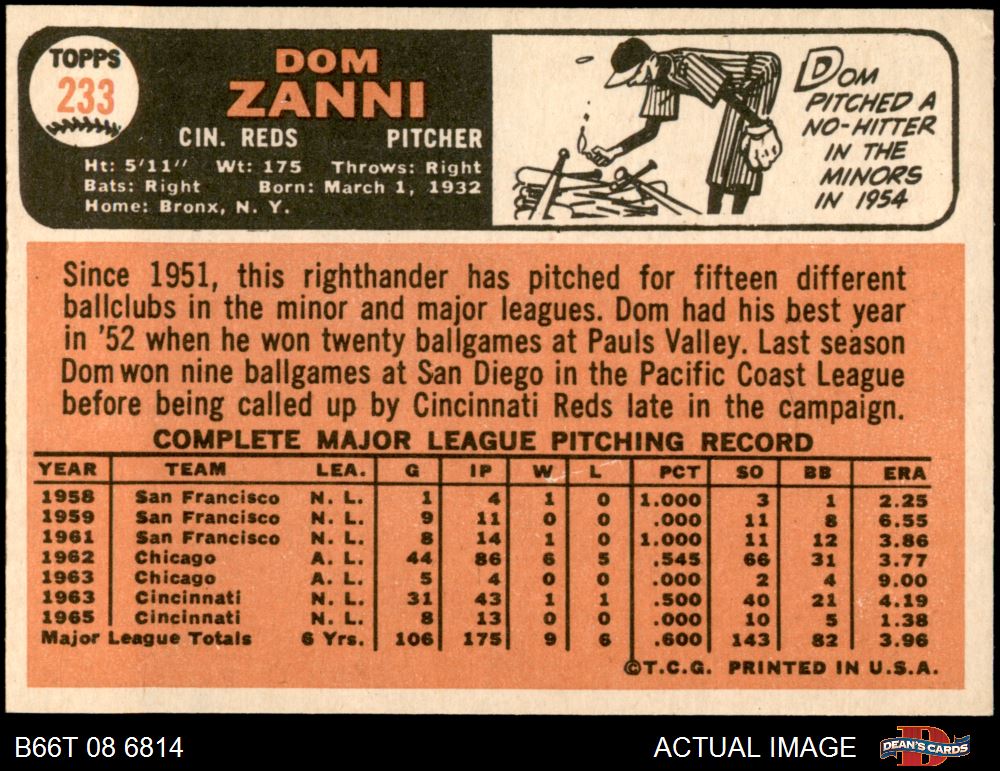 TOPPS
233
DOM
ZANNI
CIN. REDS PITCHER
Ht: 5'11" Wt: 175 Throws: Right
Bats: Right Born: March 1, 1932
Home: Bronx, N. Y.
DOM
PITCHED A
NO-HITTER
IN THE
MINORS
IN 1954
Since 1951, this righthander has pitched for fifteen different
ballclubs in the minor and major leagues. Dom had his best year
in '52 when he won twenty ballgames at Pauls Valley. Last season
Dom won nine ballgames at San Diego in the Pacific Coast League
before being called up by Cincinnati Reds late in the campaign.
COMPLETE MAJOR LEAGUE PITCHING RECORD
YEAR TEAM LEA. G IP W L PCT SO BB ERA
1958 San Francisco N. L. 1 4 1 0 1.000 3 1 2.25
1959 San Francisco N. L. 9 11 0 0 .000 11 8 6.55
1961 San Francisco N. L. 8 14 1 0 1.000 11 12 3.86
1962 Chicago A. L. 44 86 6 5 .545 66 31 3.77
1963 Chicago A. L. 5 4 0 0 .000 2 4 9.00
1963 Cincinnati N. L. 31 43 1 1 .500 40 21 4.19
1965 Cincinnati N. L. 8 13 0 0 .000 10 5 1.38
Major League Totals 6 Yrs. 106 175 9 6 .600 143 82 3.96
©T.C.G. PRINTED IN U.S.A.
B66T 08 6814 ACTUAL IMAGE DEAN'S CARDS